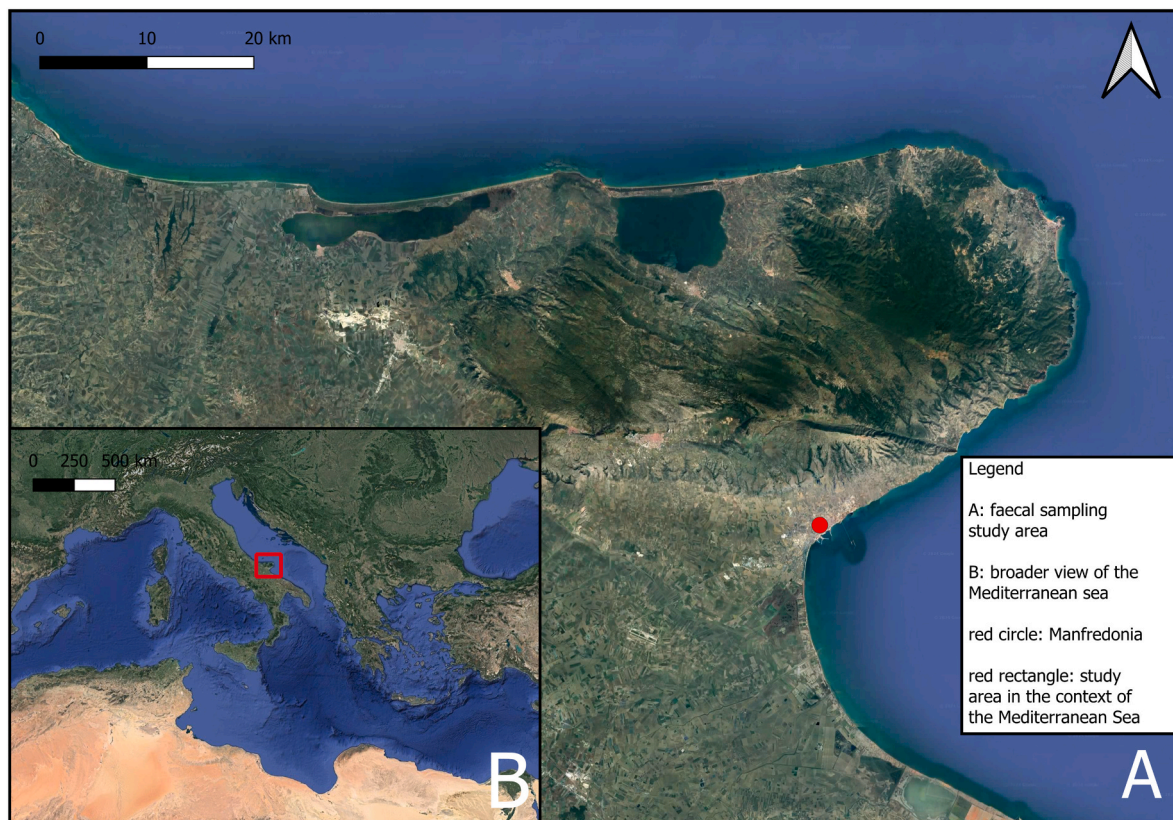 0 10 20 km
0 250 500 km
Legend
A: faecal sampling
study area
B: broader view of the
Mediterranean sea
red circle: Manfredonia
red rectangle: study
area in the context of
the Mediterranean Sea
B
A